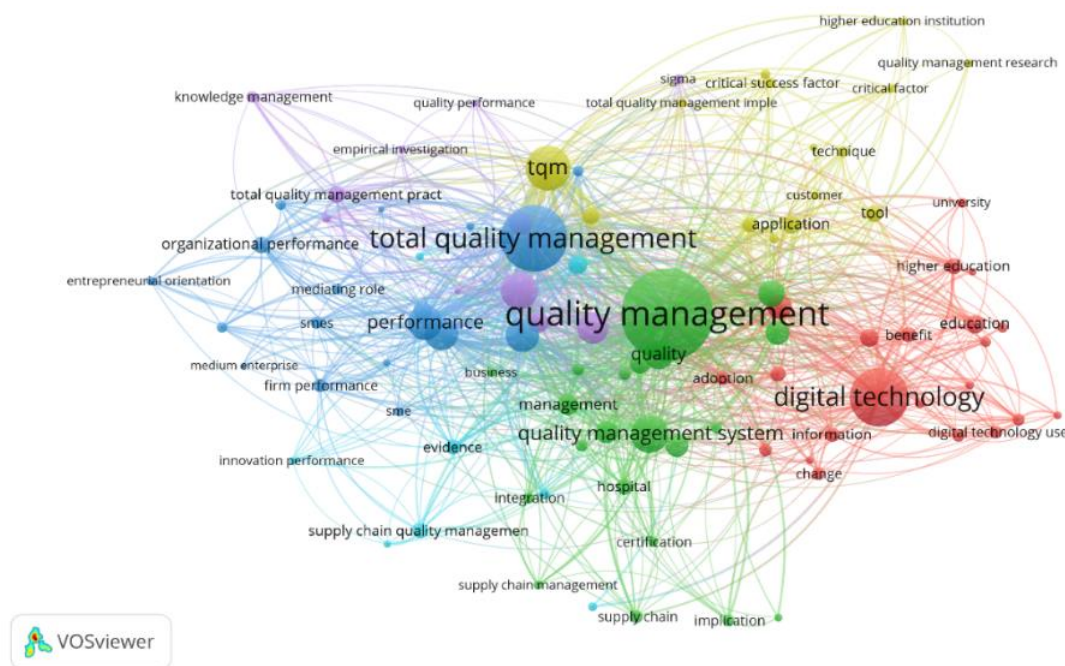 higher education institution
quality management research
sigma
critical success factor
critical factor
knowledge management
quality performance
total quality management imple
empirical investigation
technique
tqm
total quality management pract
customer
university
tool
application
total quality management
organizational performance
higher education
entrepreneurial orientation
mediating role
quality management
smes
performance
education
benefit
quality
medium enterprise
business
adoption
firm performance
digital technology
sme
management
quality management system
information
digital technology use
evidence
innovation performance
change
hospital
integration
supply chain quality managemen
certification
supply chain management
supply chain
implication
VOSviewer